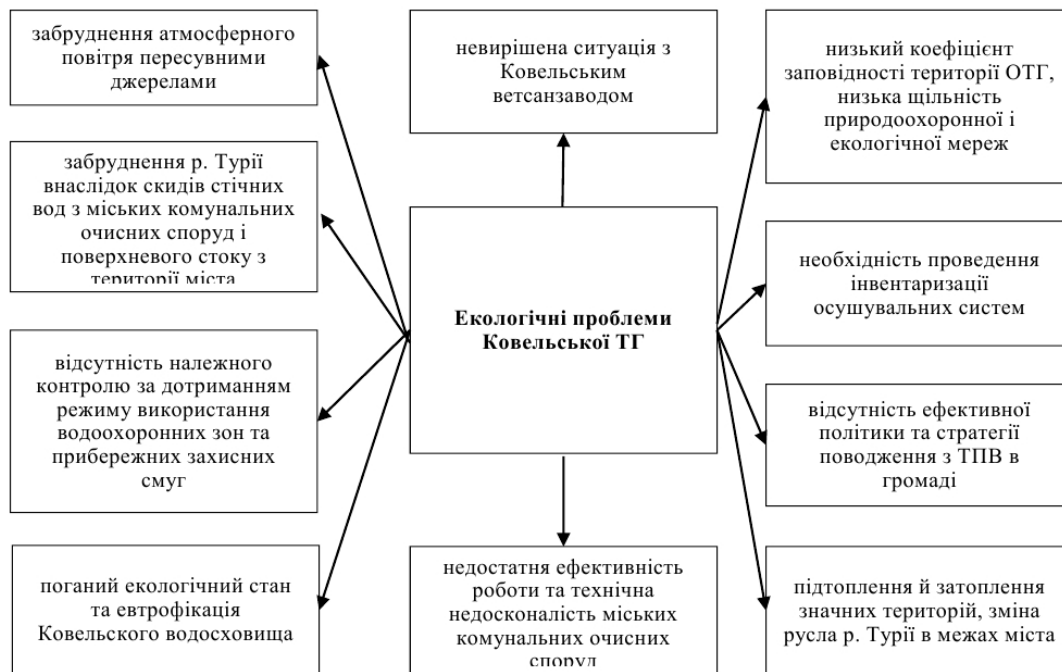 забруднення атмосферного
повітря пересувними
джерелами
невирішена ситуація з
Ковельським
ветсанзаводом
низький коефіцієнт
заповідності території ОТГ,
низька щільність
природоохоронної і
екологічної мереж
забруднення р. Турії
внаслідок скидів стічних
вод з міських комунальних
очисних споруд і
поверхневого стоку з
території міста
Екологічні проблеми
Ковельської ТГ
необхідність проведення
інвентаризації
осушувальних систем
відсутність належного
контролю за дотриманням
режиму використання
водоохоронних зон та
прибережних захисних
смуг
відсутність ефективної
політики та стратегії
поводження з ТПВ в
громаді
поганий екологічний стан
та евтрофікація
Ковельского водосховища
недостатня ефективність
роботи та технічна
недосконалість міських
комунальних очисних
споруд
підтоплення й затоплення
значних територій, зміна
русла р. Турії в межах міста